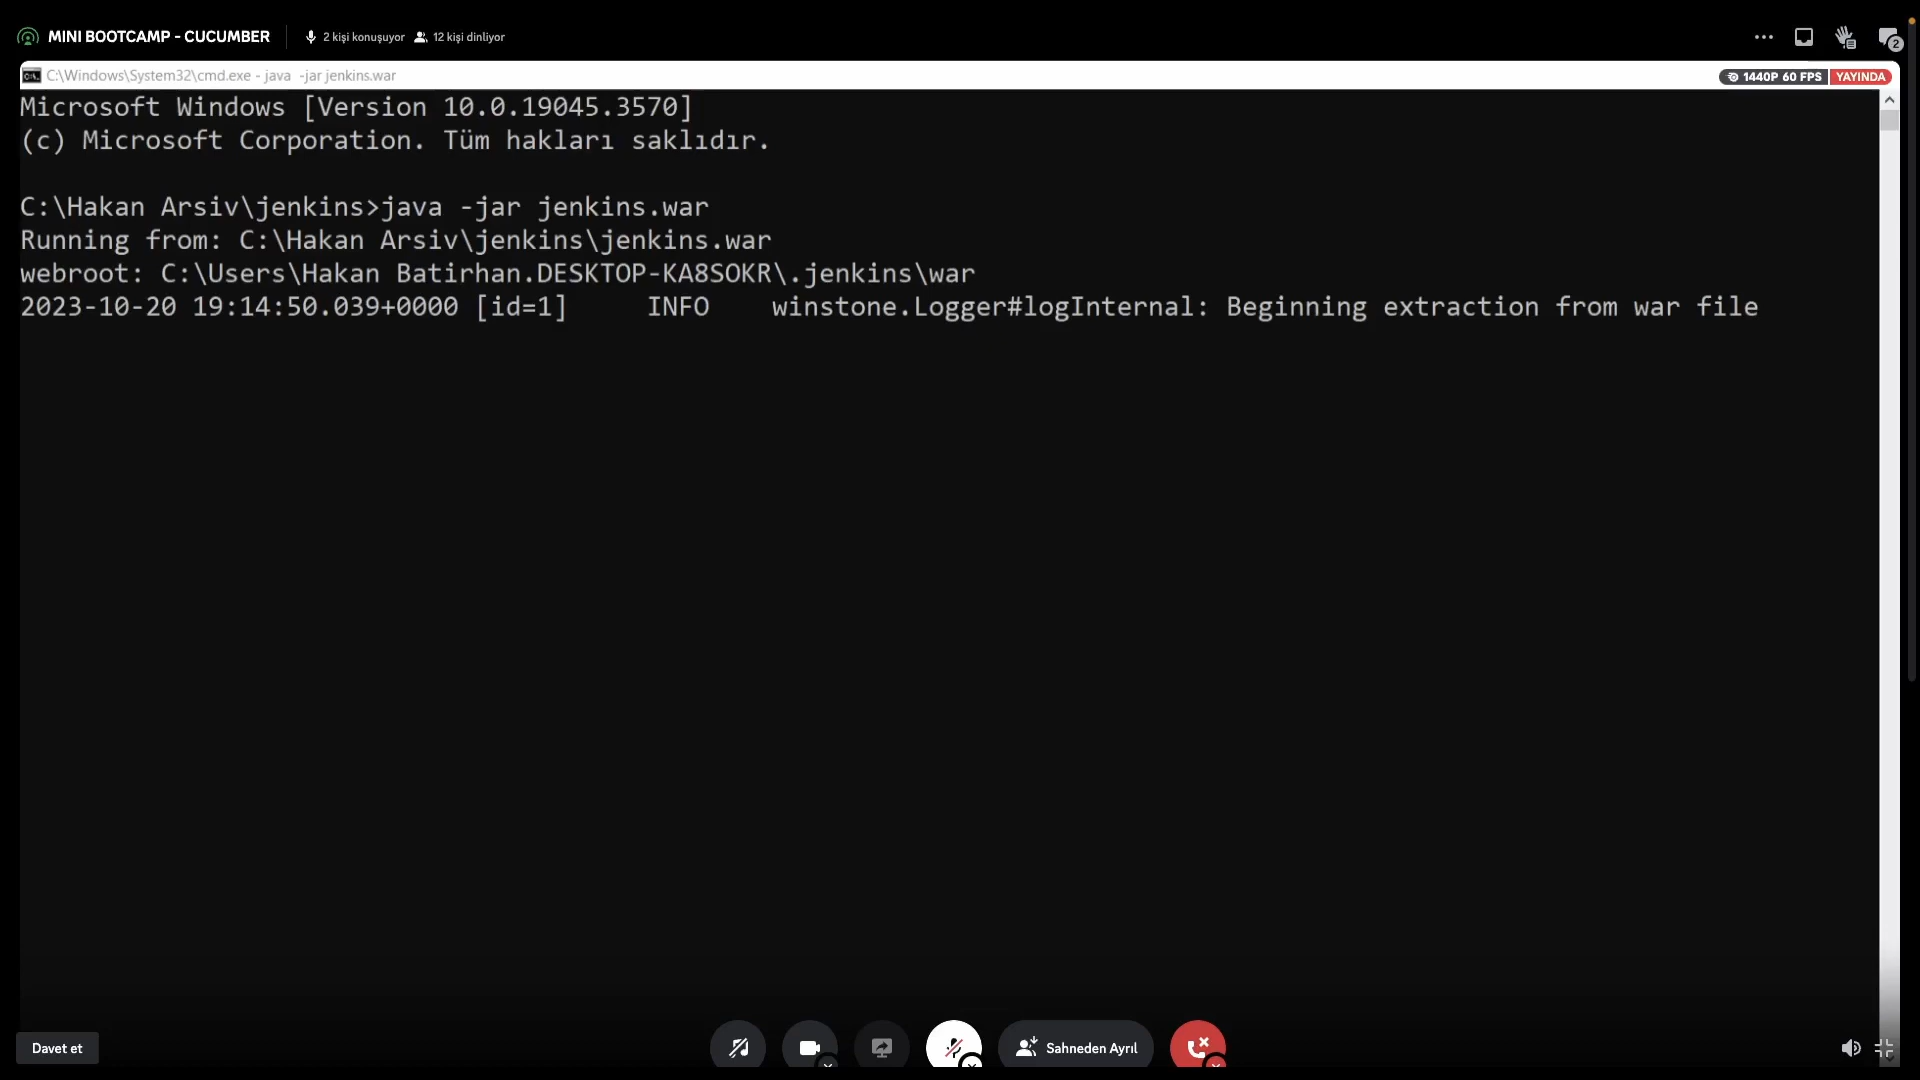 MINI BOOTCAMP - CUCUMBER
2 kişi konuşuyor
12 kişi dinliyor
2
C:\Windows\System32\cmd.exe - java  -jar jenkins.war
1440P 60 FPS
YAYINDA
Microsoft Windows [Version 10.0.19045.3570]
(c) Microsoft Corporation. Tüm hakları saklıdır.
C:\Hakan Arsiv\jenkins>java -jar jenkins.war
Running from: C:\Hakan Arsiv\jenkins\jenkins.war
webroot: C:\Users\Hakan Batirhan.DESKTOP-KA8SOKR\.jenkins\war
2023-10-20 19:14:50.039+0000 [id=1]     INFO    winstone.Logger#logInternal: Beginning extraction from war file
Davet et
Sahneden Ayrıl